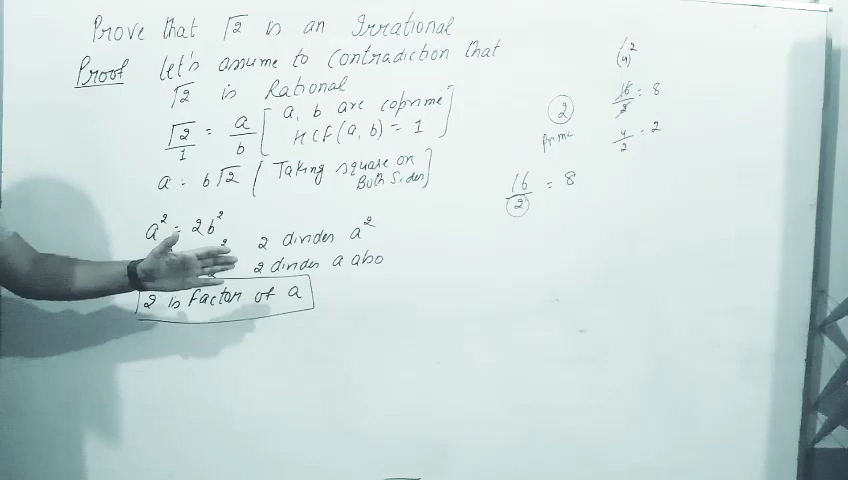 Prove that √2 is an Irrational
Proof Let's assume to contradiction that
√2 is Rational
√2/1 = a/b [a, b are coprime
HCF(a, b) = 1]
a = b√2 [Taking square on
Both Sides]
a² = 2b²
2 divides a²
2 divides a also
2 is factor of a
(4)²
16/2 = 8
2
Prime
4/2 = 2
16/2 = 8